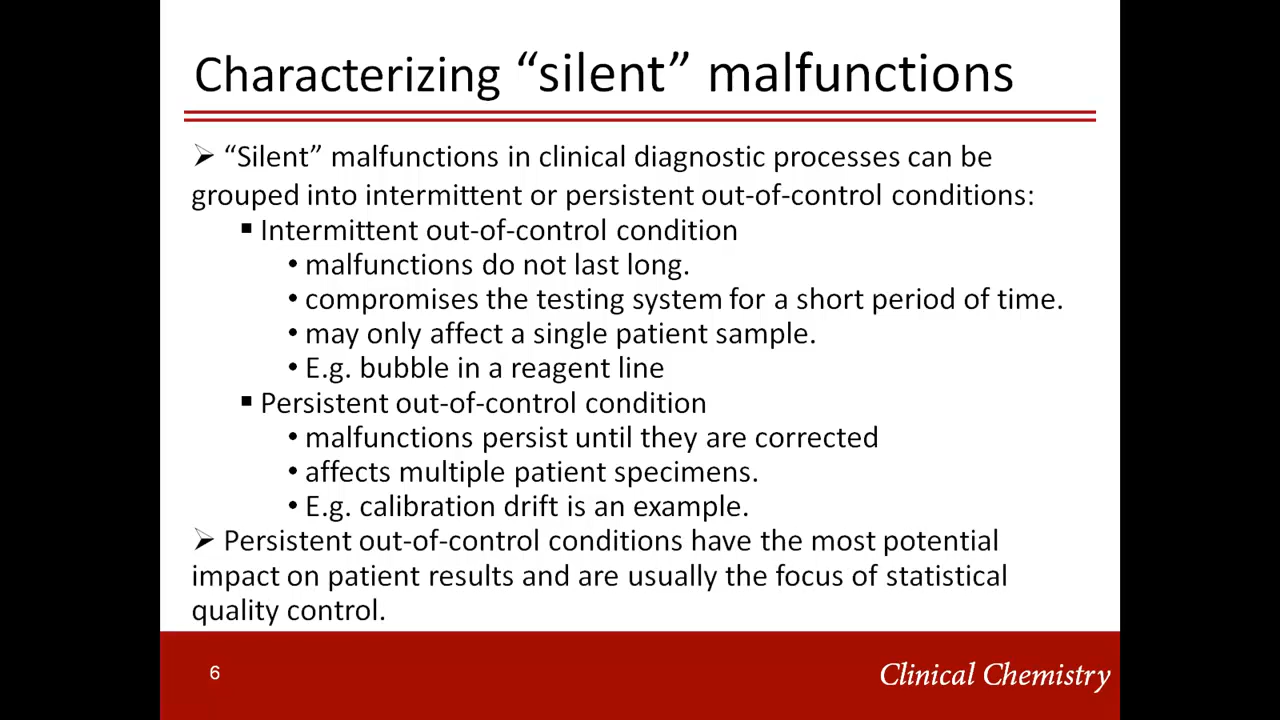 Characterizing “silent” malfunctions
➢ “Silent” malfunctions in clinical diagnostic processes can be
grouped into intermittent or persistent out-of-control conditions:
▪ Intermittent out-of-control condition
• malfunctions do not last long.
• compromises the testing system for a short period of time.
• may only affect a single patient sample.
• E.g. bubble in a reagent line
▪ Persistent out-of-control condition
• malfunctions persist until they are corrected
• affects multiple patient specimens.
• E.g. calibration drift is an example.
➢ Persistent out-of-control conditions have the most potential
impact on patient results and are usually the focus of statistical
quality control.
6
Clinical Chemistry